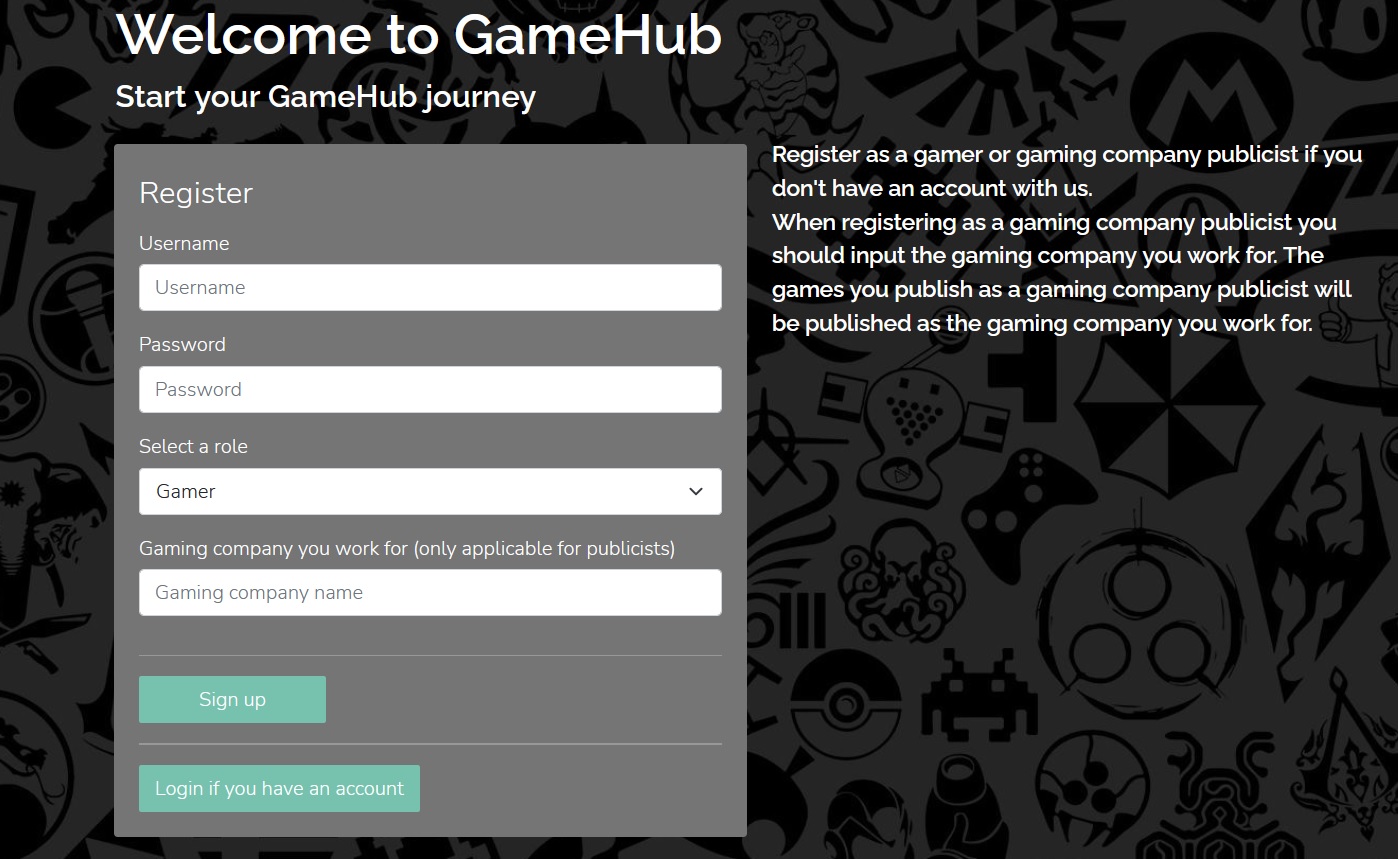 Welcome to GameHub
Start your GameHub journey
Register
Username
Username
Password
Password
Select a role
Gamer
Gaming company you work for (only applicable for publicists)
Gaming company name
Sign up
Login if you have an account
Register as a gamer or gaming company publicist if you
don't have an account with us.
When registering as a gaming company publicist you
should input the gaming company you work for. The
games you publish as a gaming company publicist will
be published as the gaming company you work for.